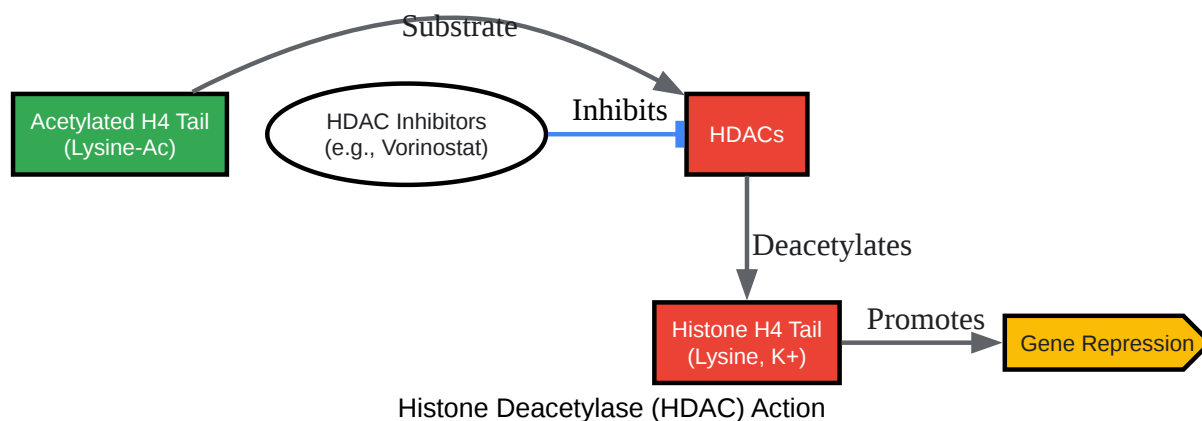 Substrate
Acetylated H4 Tail
(Lysine-Ac)
HDAC Inhibitors
(e.g., Vorinostat)
Inhibits
HDACs
Deacetylates
Histone H4 Tail
(Lysine, K+)
Promotes
Gene Repression
Histone Deacetylase (HDAC) Action